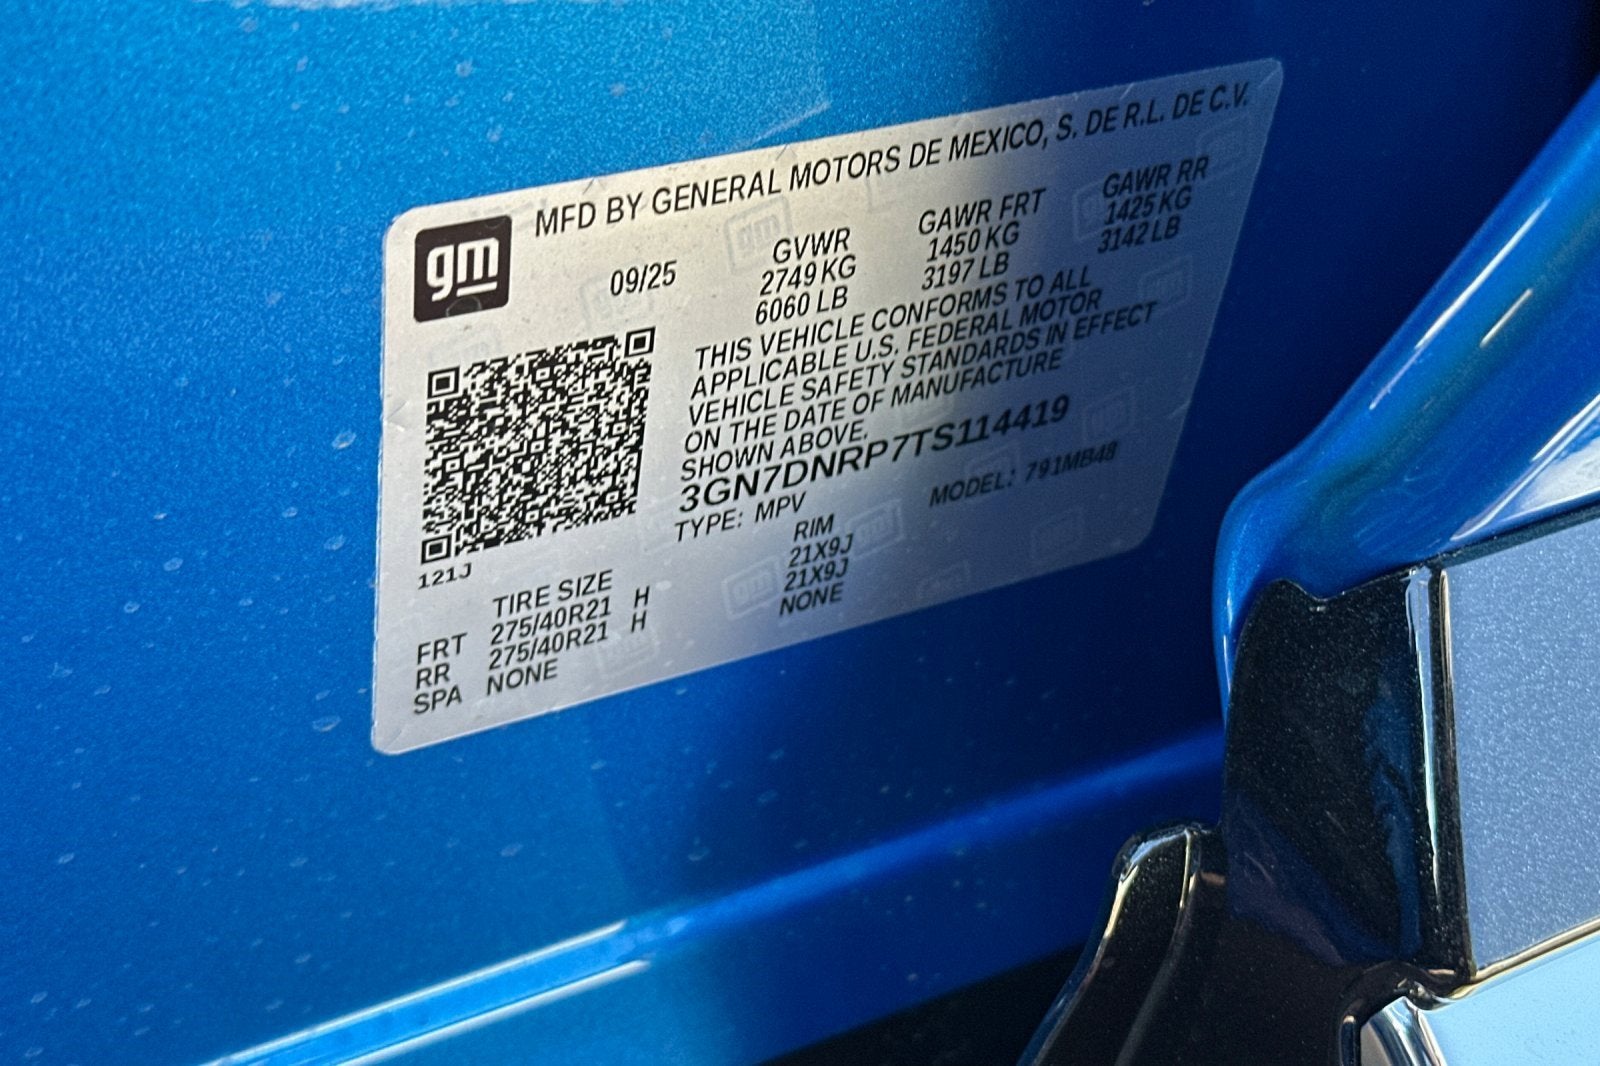 MFD BY GENERAL MOTORS DE MEXICO, S. DE R.L. DE C.V.
gm
09/25
GVWR GAWR FRT GAWR RR
2749 KG 1450 KG 1425 KG
6060 LB 3197 LB 3142 LB
THIS VEHICLE CONFORMS TO ALL
APPLICABLE U.S. FEDERAL MOTOR
VEHICLE SAFETY STANDARDS IN EFFECT
ON THE DATE OF MANUFACTURE
SHOWN ABOVE.
3GN7DNRP7TS114419
TYPE: MPV MODEL: 791MB48
121J
TIRE SIZE RIM
FRT 275/40R21 H 21X9J
RR 275/40R21 H 21X9J
SPA NONE NONE